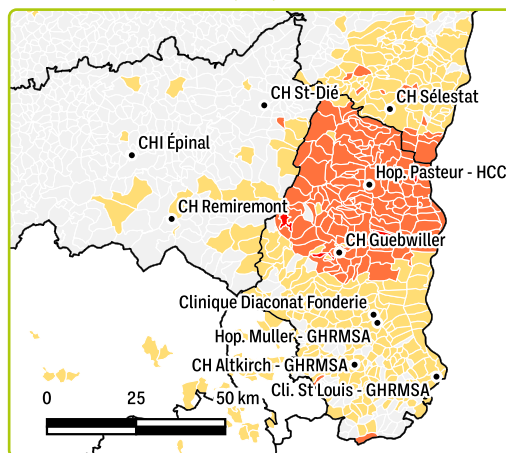 CH St-Dié
CH Sélestat
CHI Épinal
Hop. Pasteur - HCC
CH Remiremont
CH Guebwiller
Clinique Diaconat Fonderie
Hop. Muller - GHRMSA
CH Altkirch - GHRMSA
Cli. St Louis - GHRMSA
0 25 50 km